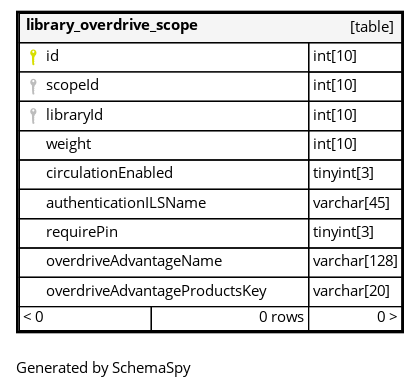 library_overdrive_scope [table]
id int[10]
scopeId int[10]
libraryId int[10]
weight int[10]
circulationEnabled tinyint[3]
authenticationILSName varchar[45]
requirePin tinyint[3]
overdriveAdvantageName varchar[128]
overdriveAdvantageProductsKey varchar[20]
< 0 0 rows 0 >
Generated by SchemaSpy